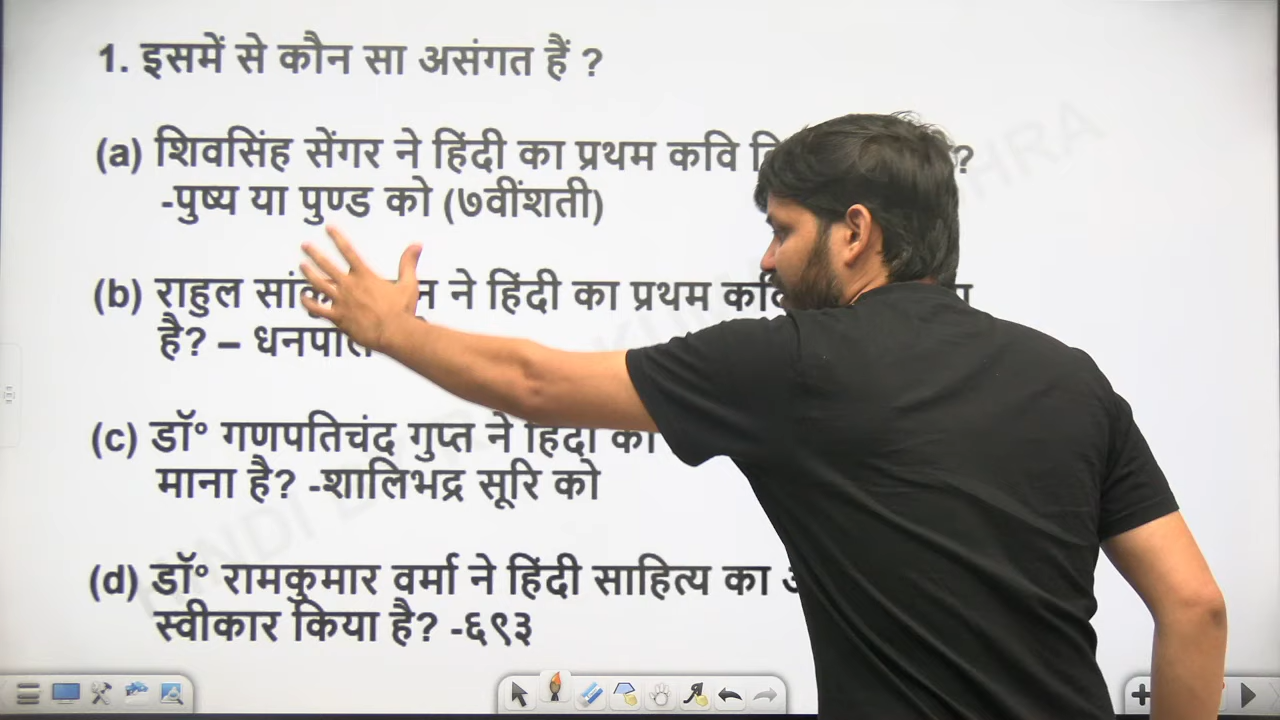 1. इसमें से कौन सा असंगत हैं ?
(a) शिवसिंह सेंगर ने हिंदी का प्रथम कवि ?
-पुष्य या पुण्ड को (७वींशती)
(b) राहुल ने हिंदी का प्रथम
है? – धनपाल
(c) डॉ° गणपतिचंद गुप्त ने हिंदी का
माना है? -शालिभद्र सूरि को
(d) डॉ° रामकुमार वर्मा ने हिंदी साहित्य का
स्वीकार किया है? -६९३